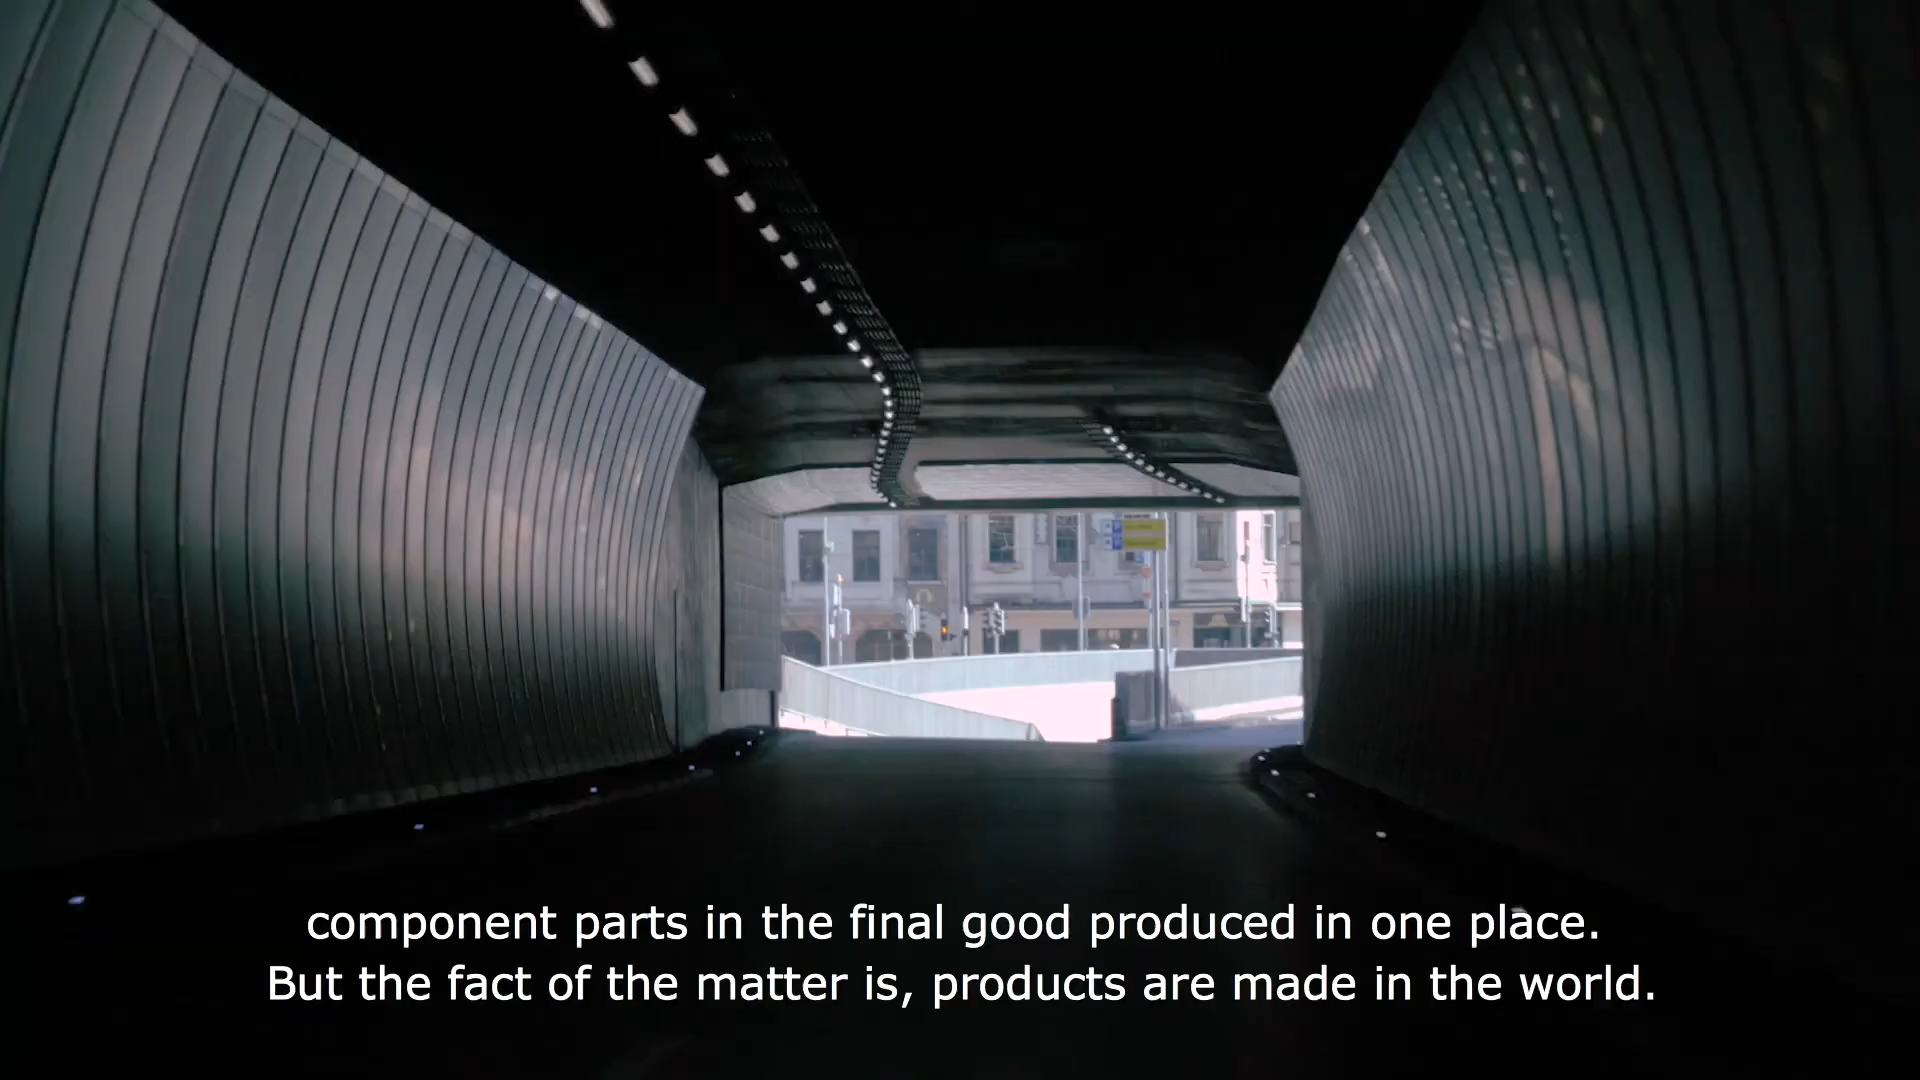 component parts in the final good produced in one place.
But the fact of the matter is, products are made in the world.